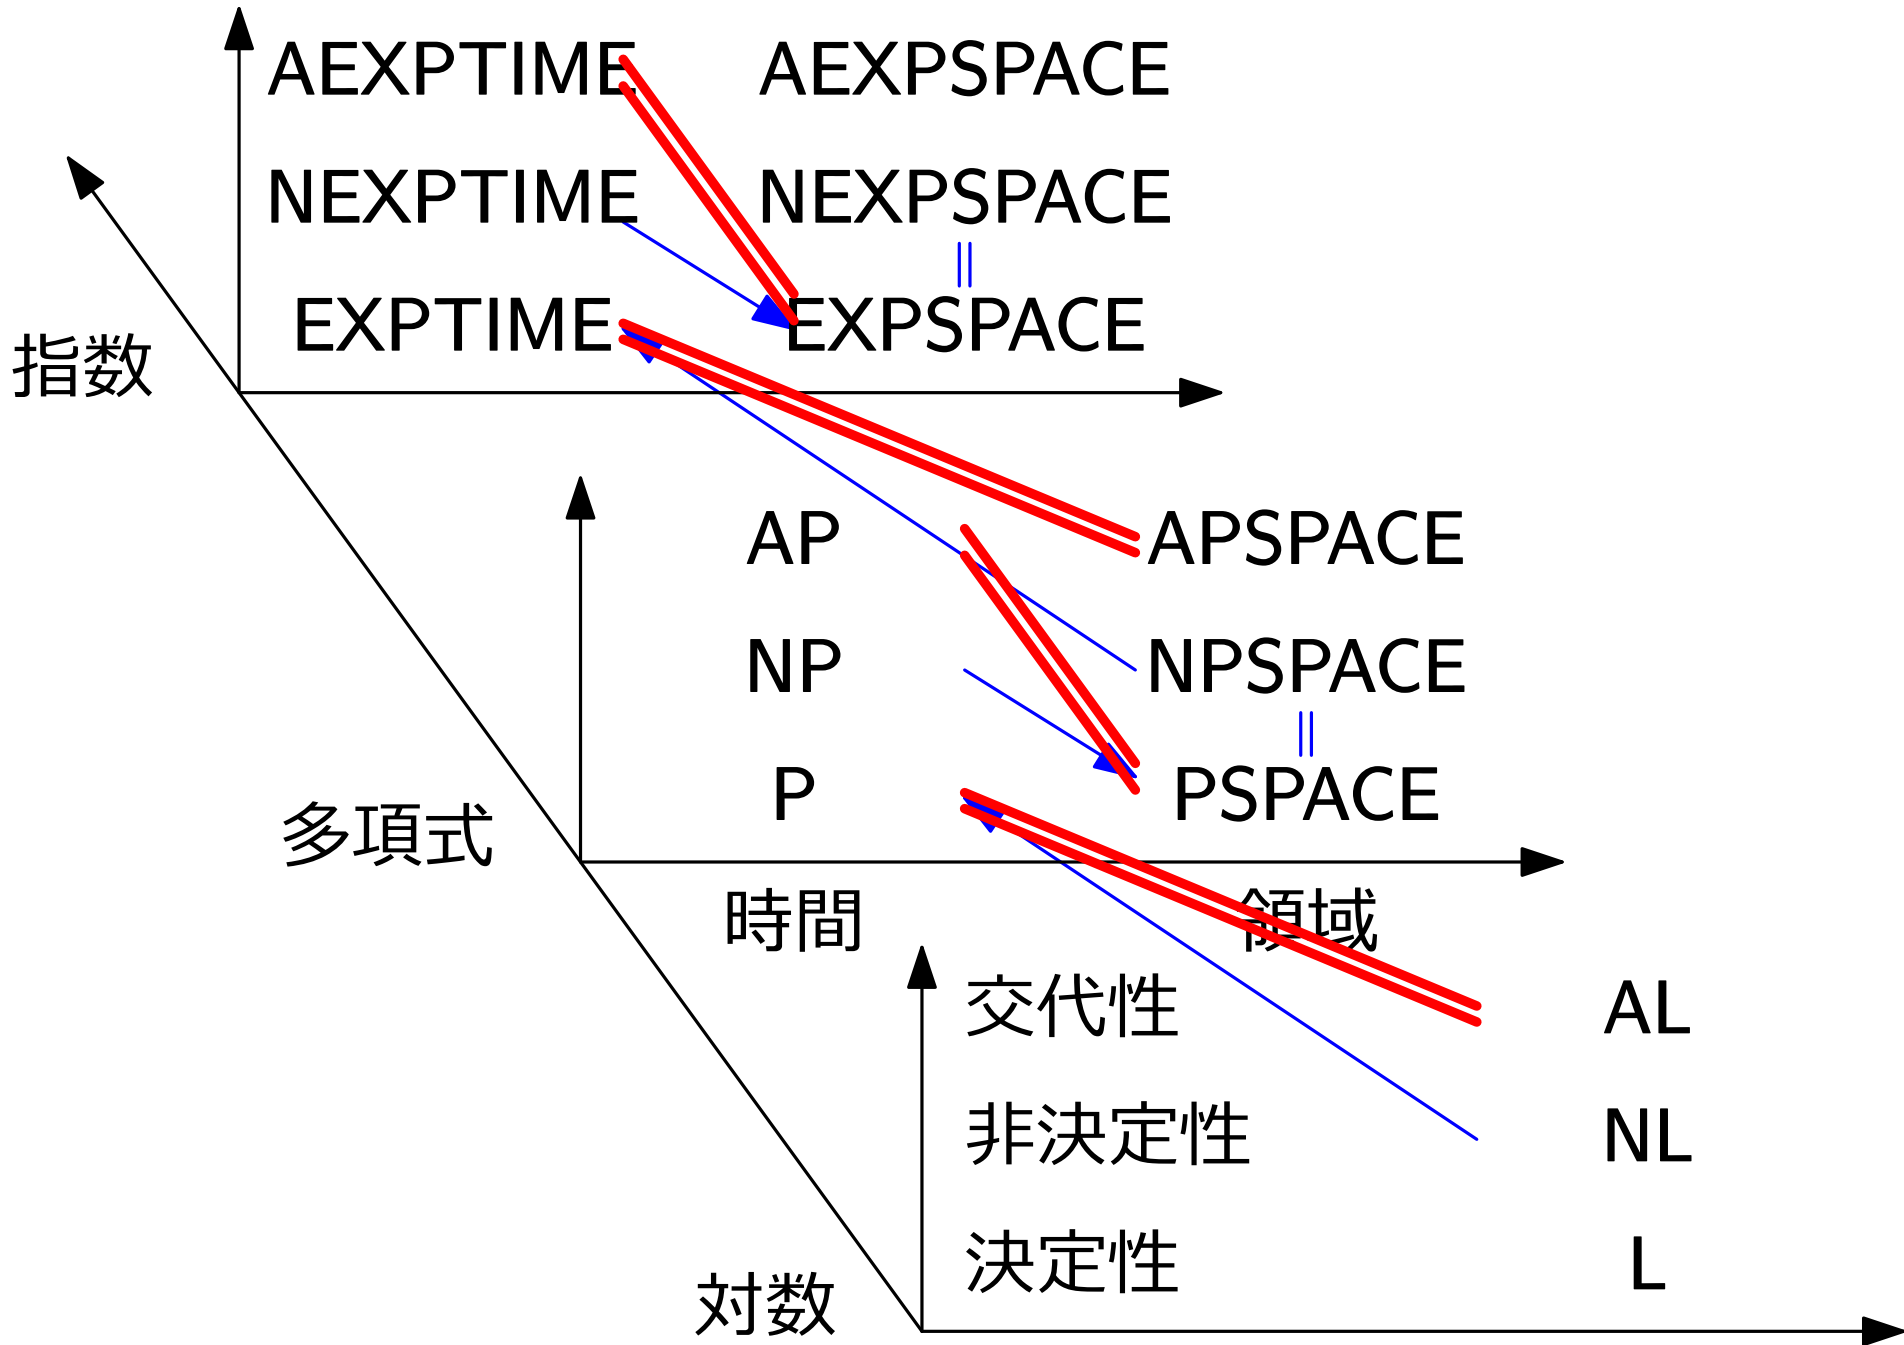 AEXPTIME AEXPSPACE
NEXPTIME NEXPSPACE
EXPTIME EXPSPACE
指数
AP APSPACE
NP NPSPACE
P PSPACE
多項式
時間 領域
交代性 AL
非決定性 NL
決定性 L
対数